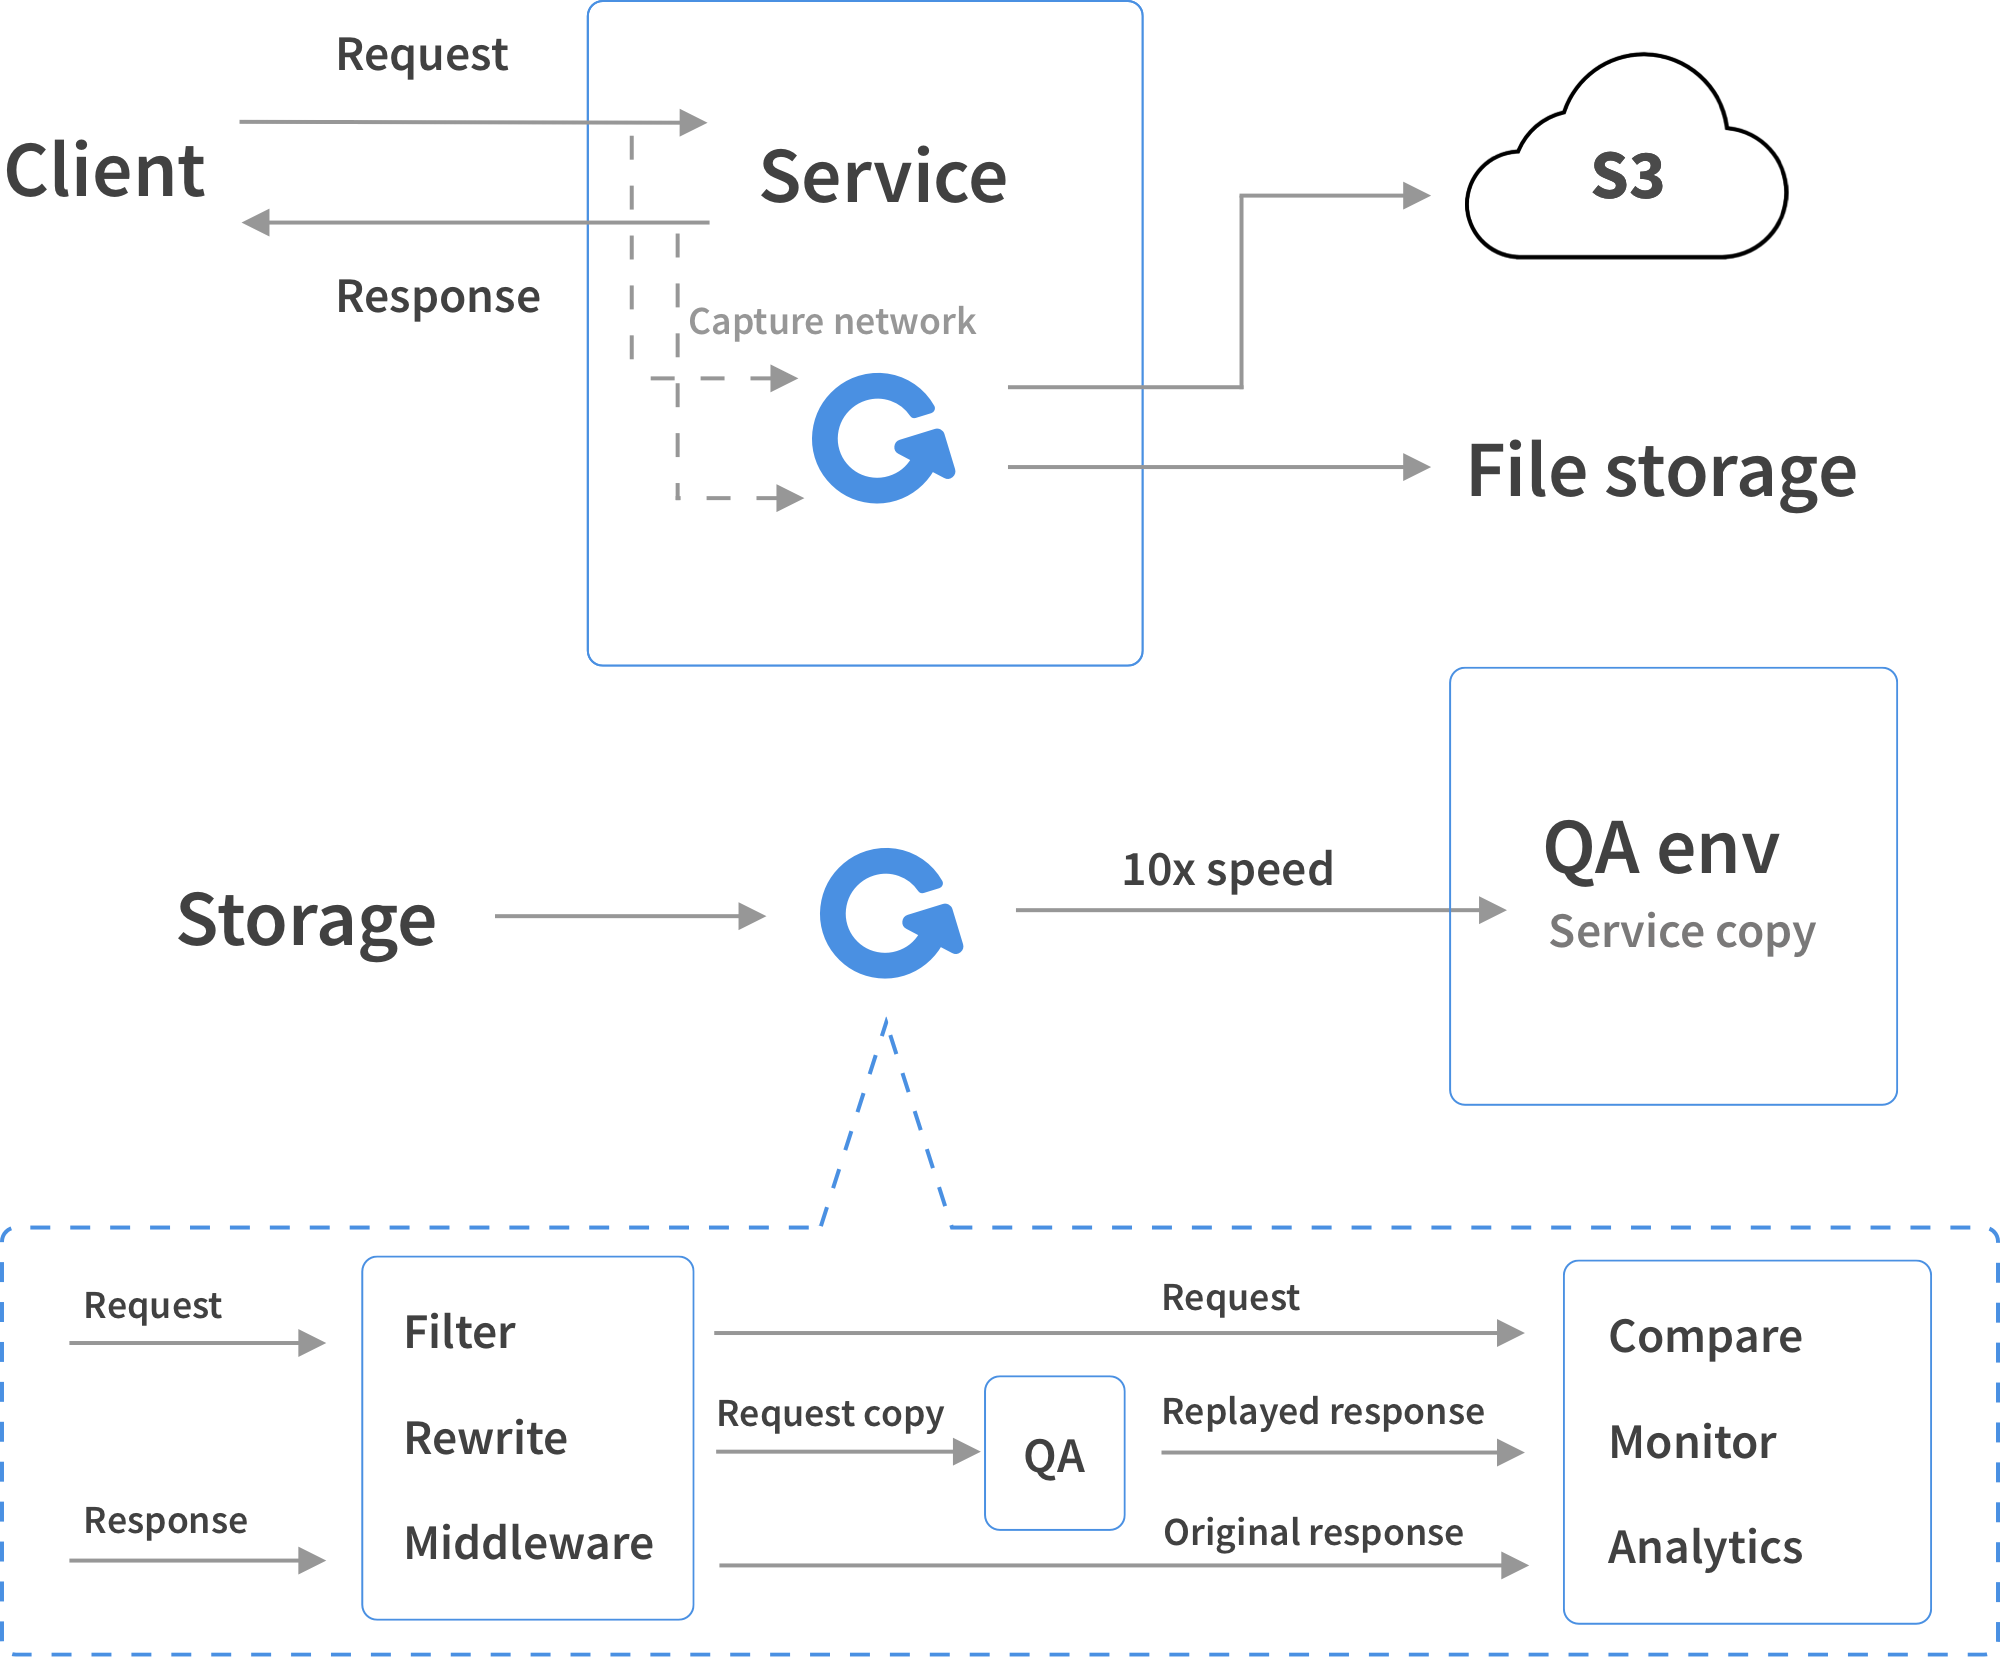 Request
Client
Service
S3
Response
Capture network
File storage
Storage
10x speed
QA env
Service copy
Request
Response
Filter
Rewrite
Middleware
Request
Request copy
QA
Replayed response
Original response
Compare
Monitor
Analytics